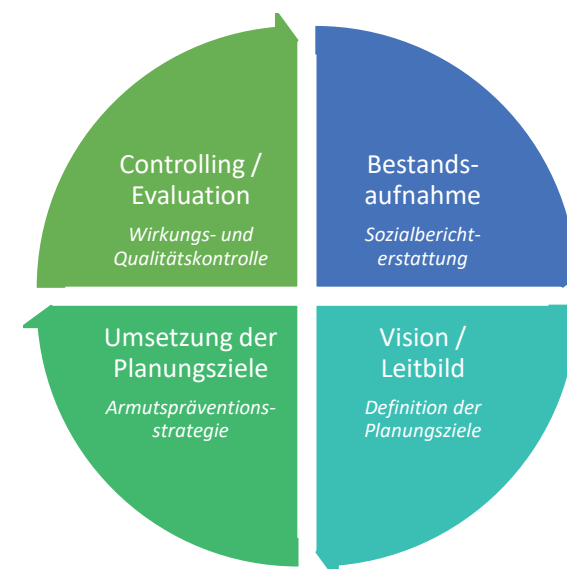 Controlling /
Evaluation
Wirkungs- und
Qualitätskontrolle
Bestands-
aufnahme
Sozialbericht-
erstattung
Umsetzung der
Planungsziele
Armutspräventions-
strategie
Vision /
Leitbild
Definition der
Planungsziele